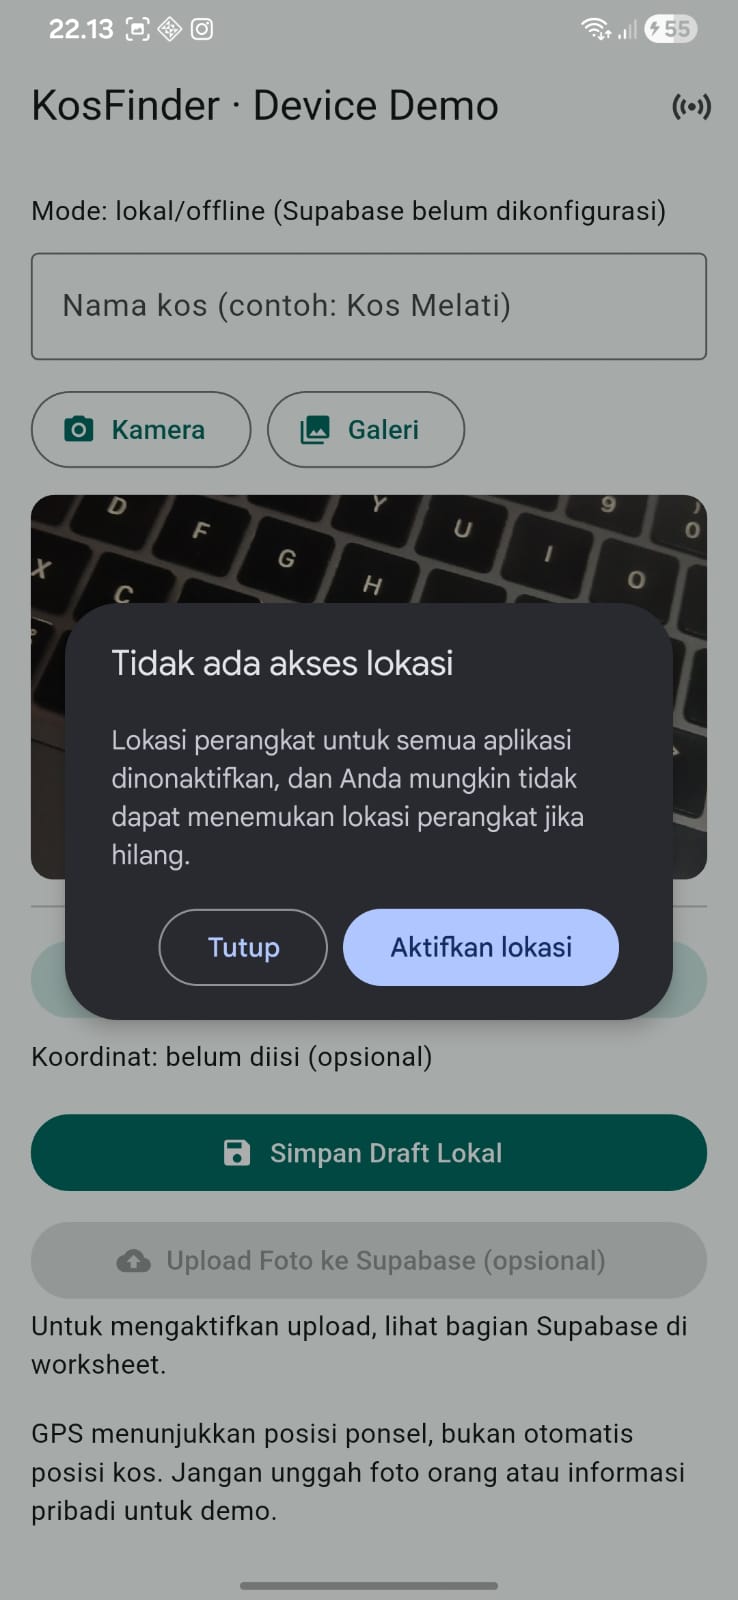 22.13
55
KosFinder · Device Demo
Mode: lokal/offline (Supabase belum dikonfigurasi)
Nama kos (contoh: Kos Melati)
Kamera
Galeri
D
Y
9
)
0
F
U
X
G
I
C
H
O
Tidak ada akses lokasi
Lokasi perangkat untuk semua aplikasi
dinonaktifkan, dan Anda mungkin tidak
dapat menemukan lokasi perangkat jika
hilang.
Tutup
Aktifkan lokasi
Koordinat: belum diisi (opsional)
Simpan Draft Lokal
Upload Foto ke Supabase (opsional)
Untuk mengaktifkan upload, lihat bagian Supabase di
worksheet.
GPS menunjukkan posisi ponsel, bukan otomatis
posisi kos. Jangan unggah foto orang atau informasi
pribadi untuk demo.